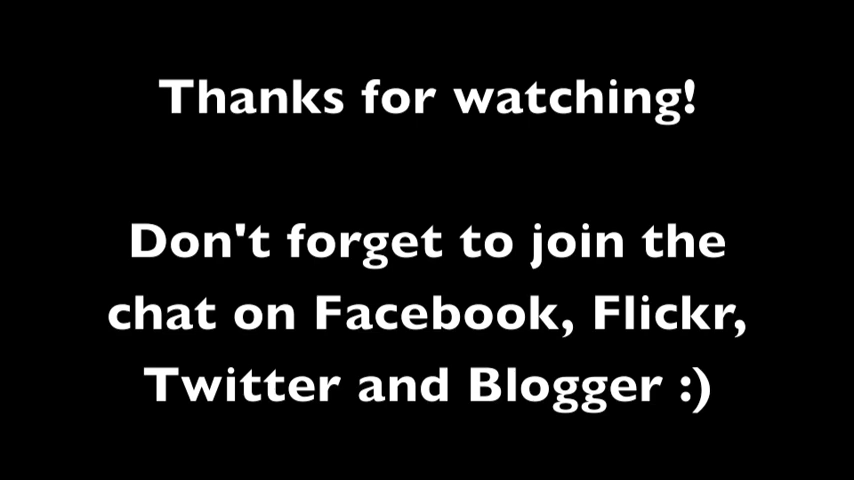 Thanks for watching!
Don't forget to join the
chat on Facebook, Flickr,
Twitter and Blogger :)